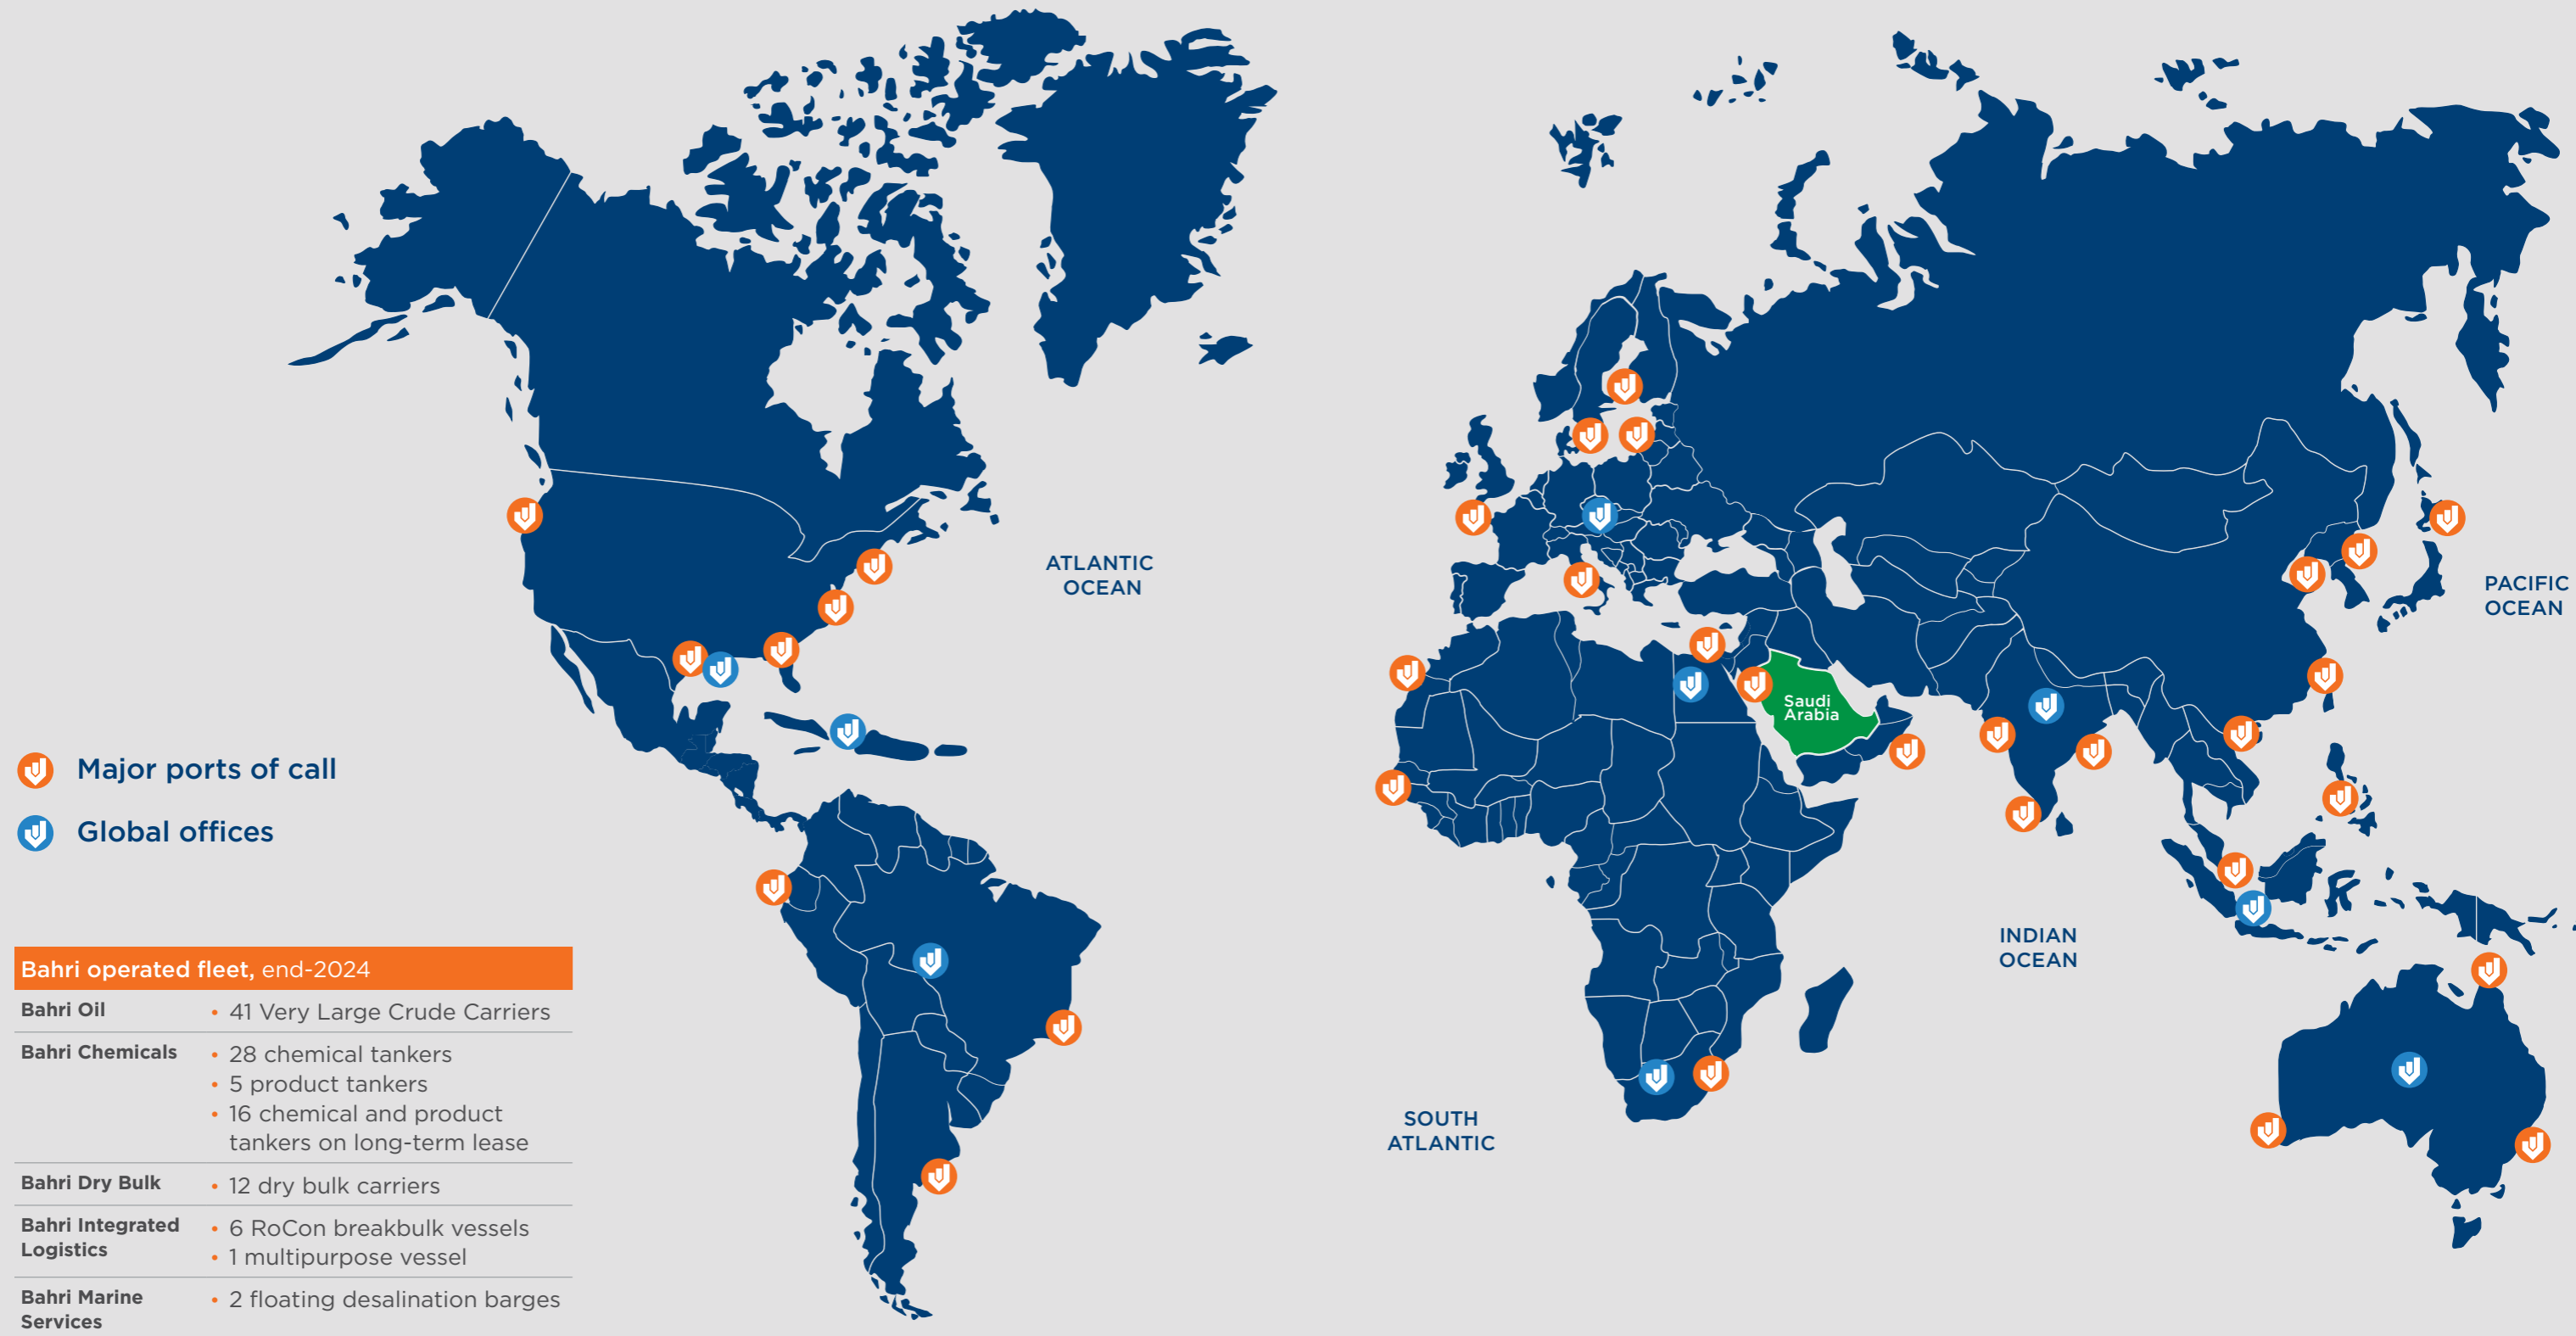 ATLANTIC
OCEAN
PACIFIC
OCEAN
Saudi
Arabia
Major ports of call
Global offices
INDIAN
OCEAN
SOUTH
ATLANTIC
Bahri operated fleet, end-2024
Bahri Oil
• 41 Very Large Crude Carriers
Bahri Chemicals
• 28 chemical tankers
• 5 product tankers
• 16 chemical and product
tankers on long-term lease
Bahri Dry Bulk
• 12 dry bulk carriers
Bahri Integrated
Logistics
• 6 RoCon breakbulk vessels
• 1 multipurpose vessel
Bahri Marine
Services
• 2 floating desalination barges